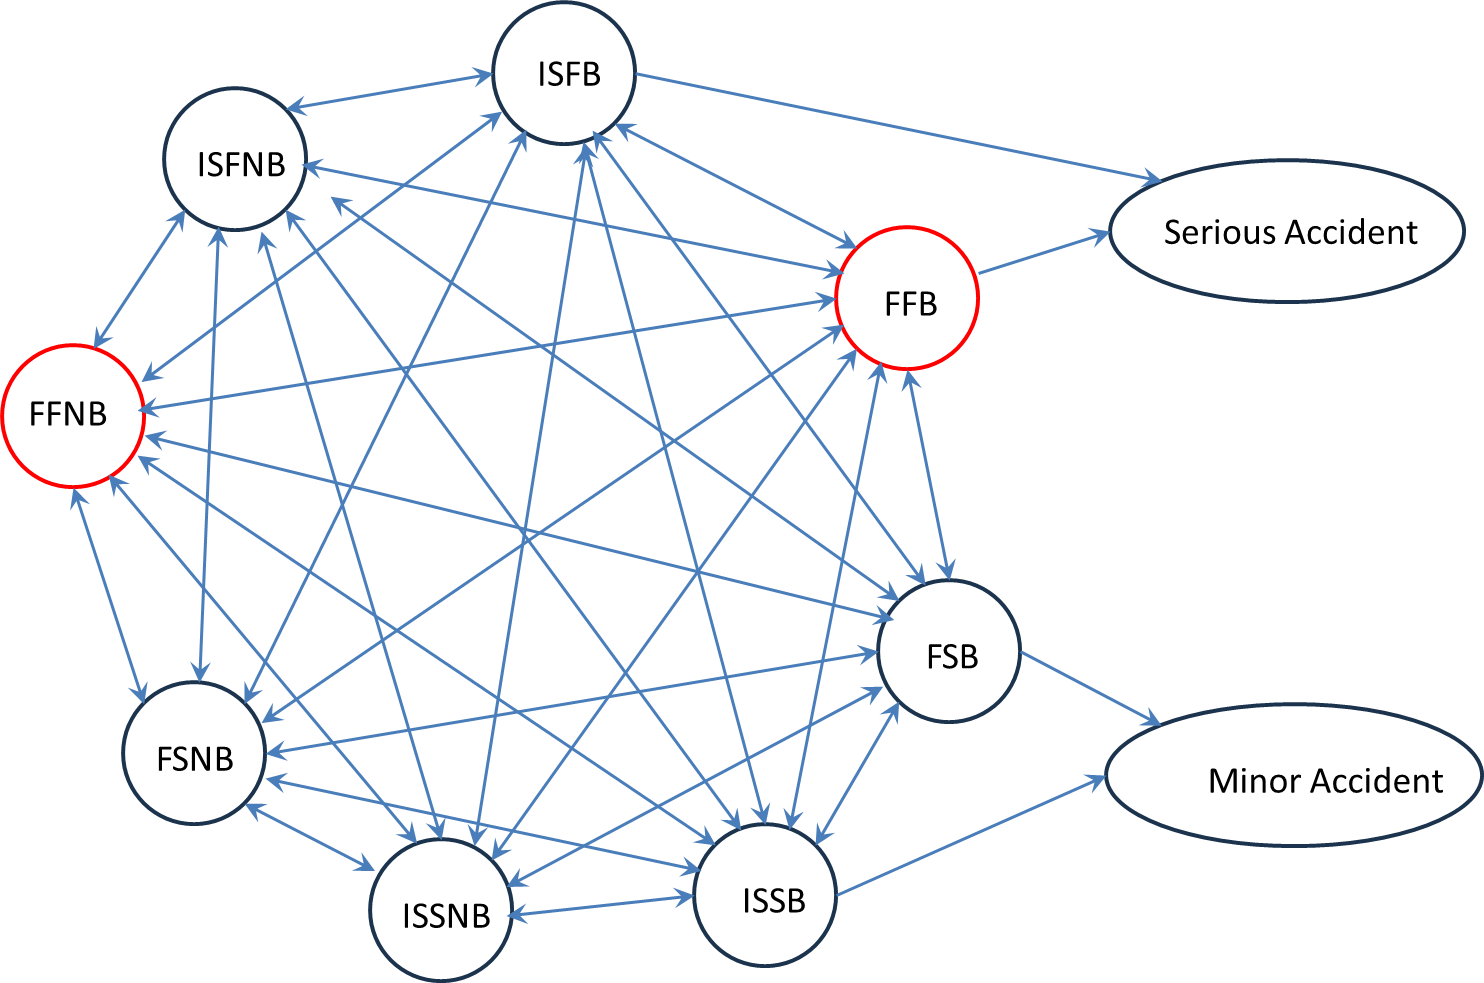 ISFB
ISFNB
Serious Accident
FFB
FFNB
FSB
FSNB
Minor Accident
ISSB
ISSNB